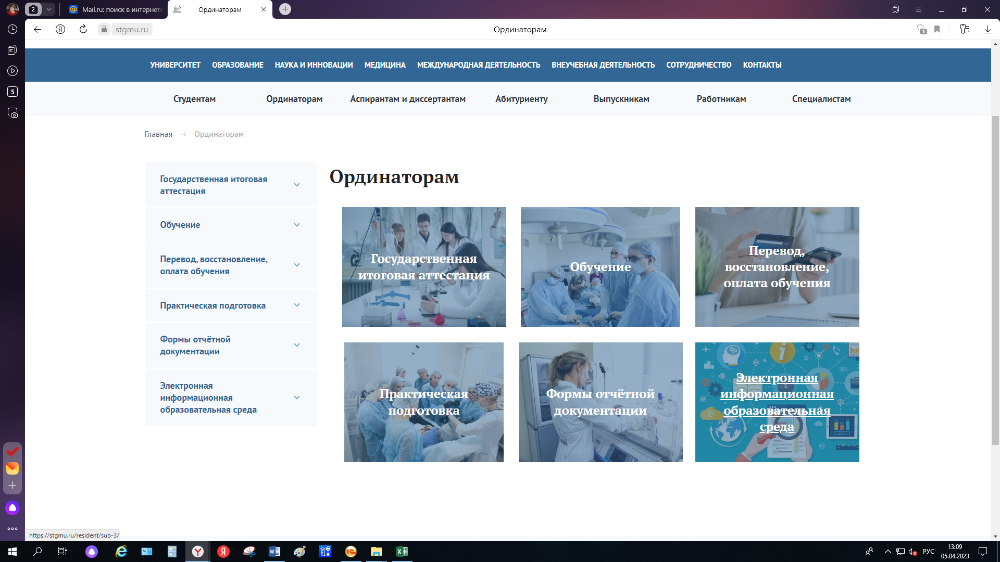 2
Mail.ru: поиск в интернете
Ординаторам
stgmu.ru
Ординаторам
1
5
УНИВЕРСИТЕТ ОБРАЗОВАНИЕ НАУКА И ИННОВАЦИИ МЕДИЦИНА МЕЖДУНАРОДНАЯ ДЕЯТЕЛЬНОСТЬ ВНЕУЧЕБНАЯ ДЕЯТЕЛЬНОСТЬ СОТРУДНИЧЕСТВО КОНТАКТЫ
Студентам Ординаторам Аспирантам и диссертантам Абитуриенту Выпускникам Работникам Специалистам
Главная → Ординаторам
Государственная итоговая
аттестация
Обучение
Перевод, восстановление,
оплата обучения
Практическая подготовка
Формы отчётной
документации
Электронная
информационная
образовательная среда
Ординаторам
Государственная
итоговая аттестация
Обучение
Перевод,
восстановление,
оплата обучения
Практическая
подготовка
Формы отчётной
документации
Электронная
информационная
образовательная
среда
50%
https://stgmu.ru/resident/sub-3/
РУС
13:09
05.04.2023